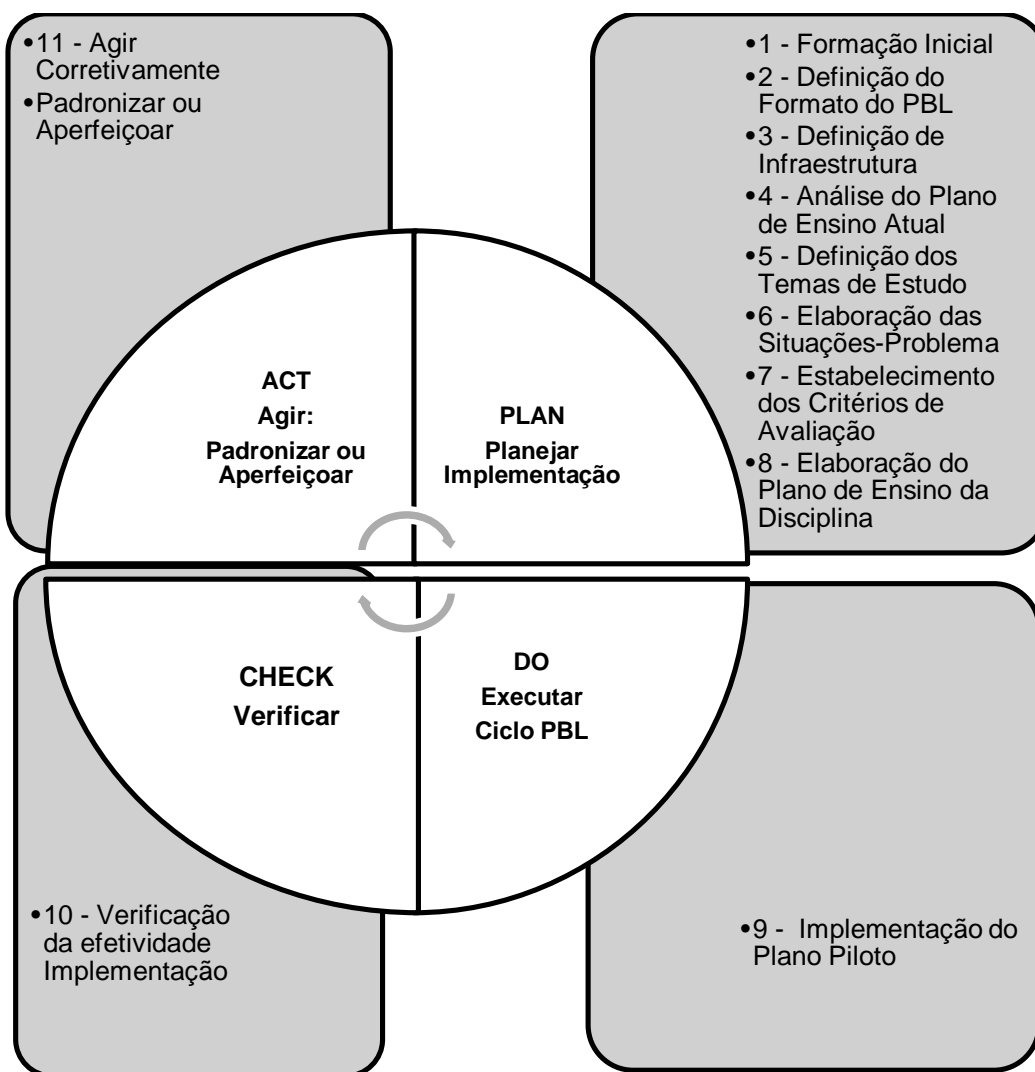 •11 - Agir
Corretivamente
•Padronizar ou
Aperfeiçoar
•1 - Formação Inicial
•2 - Definição do
Formato do PBL
•3 - Definição de
Infraestrutura
•4 - Análise do Plano
de Ensino Atual
•5 - Definição dos
Temas de Estudo
•6 - Elaboração das
Situações-Problema
•7 - Estabelecimento
dos Critérios de
Avaliação
•8 - Elaboração do
Plano de Ensino da
Disciplina
ACT
Agir:
Padronizar ou
Aperfeiçoar
PLAN
Planejar
Implementação
CHECK
Verificar
DO
Executar
Ciclo PBL
•10 - Verificação
da efetividade
Implementação
•9 - Implementação do
Plano Piloto